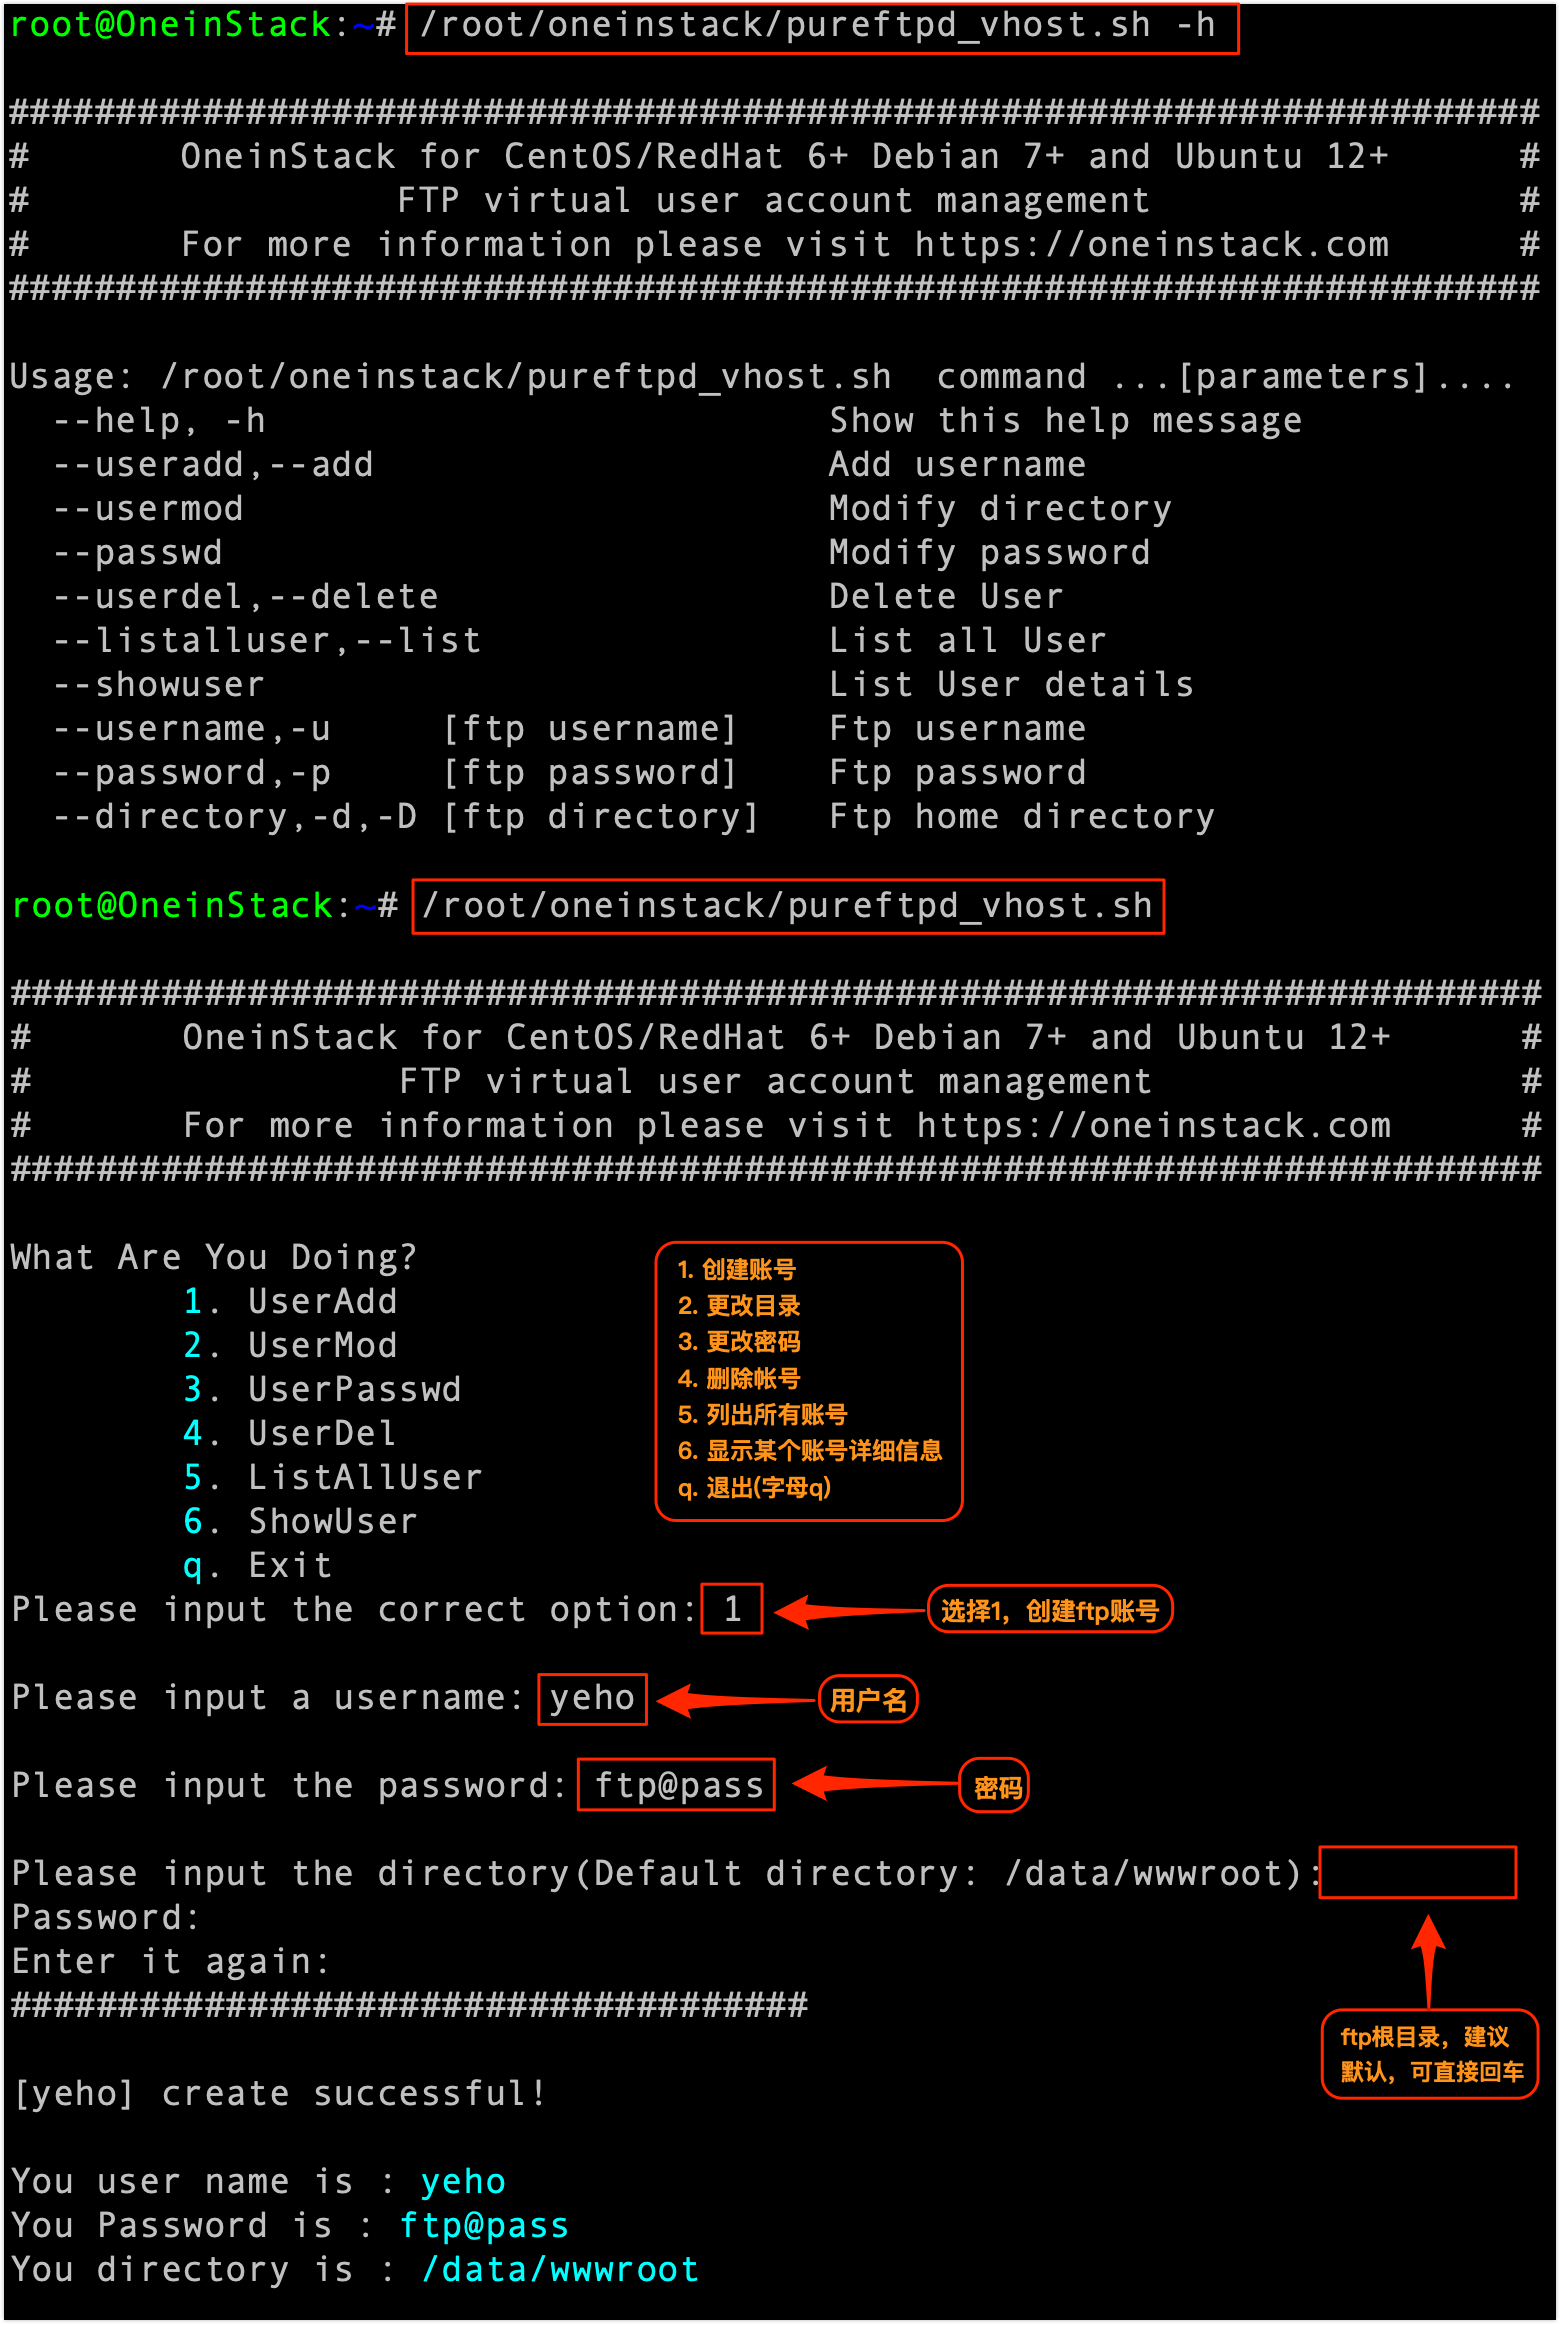 root@OneinStack:~# /root/oneinstack/pureftpd_vhost.sh -h
#######################################################################
#       OneinStack for CentOS/RedHat 6+ Debian 7+ and Ubuntu 12+      #
#                 FTP virtual user account management                 #
#       For more information please visit https://oneinstack.com      #
#######################################################################
Usage: /root/oneinstack/pureftpd_vhost.sh  command ...[parameters]....
  --help, -h                          Show this help message
  --useradd,--add                     Add username
  --usermod                           Modify directory
  --passwd                            Modify password
  --userdel,--delete                  Delete User
  --listalluser,--list                List all User
  --showuser                          List User details
  --username,-u     [ftp username]    Ftp username
  --password,-p     [ftp password]    Ftp password
  --directory,-d,-D [ftp directory]   Ftp home directory
root@OneinStack:~# /root/oneinstack/pureftpd_vhost.sh
#######################################################################
#       OneinStack for CentOS/RedHat 6+ Debian 7+ and Ubuntu 12+      #
#                 FTP virtual user account management                 #
#       For more information please visit https://oneinstack.com      #
#######################################################################
What Are You Doing?
1. UserAdd
2. UserMod
3. UserPasswd
4. UserDel
5. ListAllUser
6. ShowUser
q. Exit
1. 创建账号
2. 更改目录
3. 更改密码
4. 删除帐号
5. 列出所有账号
6. 显示某个账号详细信息
q. 退出(字母q)
Please input the correct option: 1
选择1，创建ftp账号
Please input a username: yeho
用户名
Please input the password: ftp@pass
密码
Please input the directory(Default directory: /data/wwwroot):
Password:
Enter it again:
#####################################
ftp根目录，建议
默认，可直接回车
[yeho] create successful!
You user name is : yeho
You Password is : ftp@pass
You directory is : /data/wwwroot